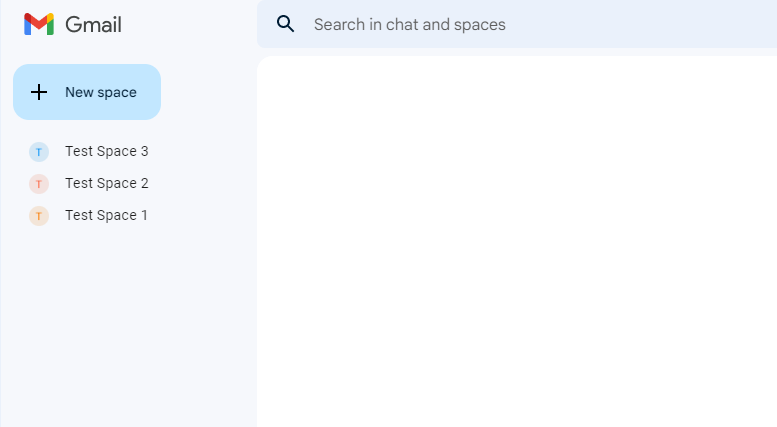 Gmail
Search in chat and spaces
New space
T Test Space 3
T Test Space 2
T Test Space 1